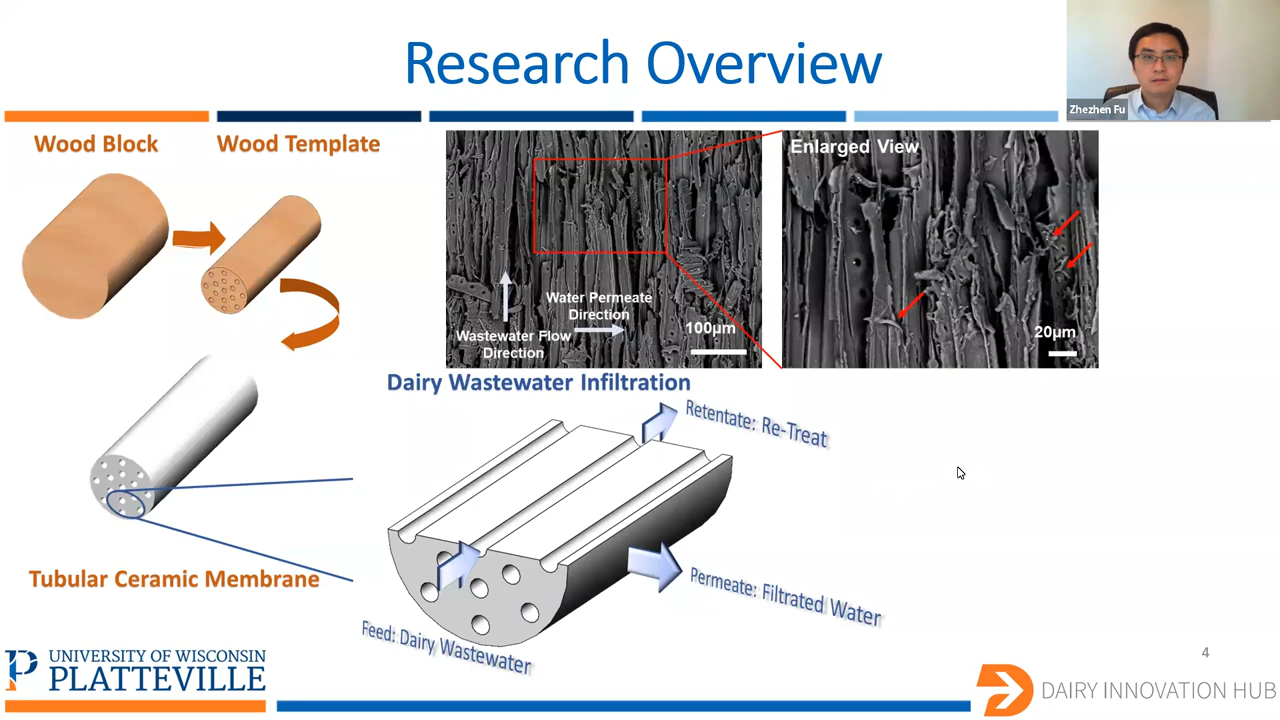 Research Overview
Zhezhen Fu
Wood Block
Wood Template
Enlarged View
Water Permeate
Direction
Wastewater Flow
Direction
100µm
20µm
Dairy Wastewater Infiltration
Retentate: Re-Treat
Tubular Ceramic Membrane
Permeate: Filtrated Water
Feed: Dairy Wastewater
UNIVERSITY OF WISCONSIN
PLATTEVILLE
4
DAIRY INNOVATION HUB